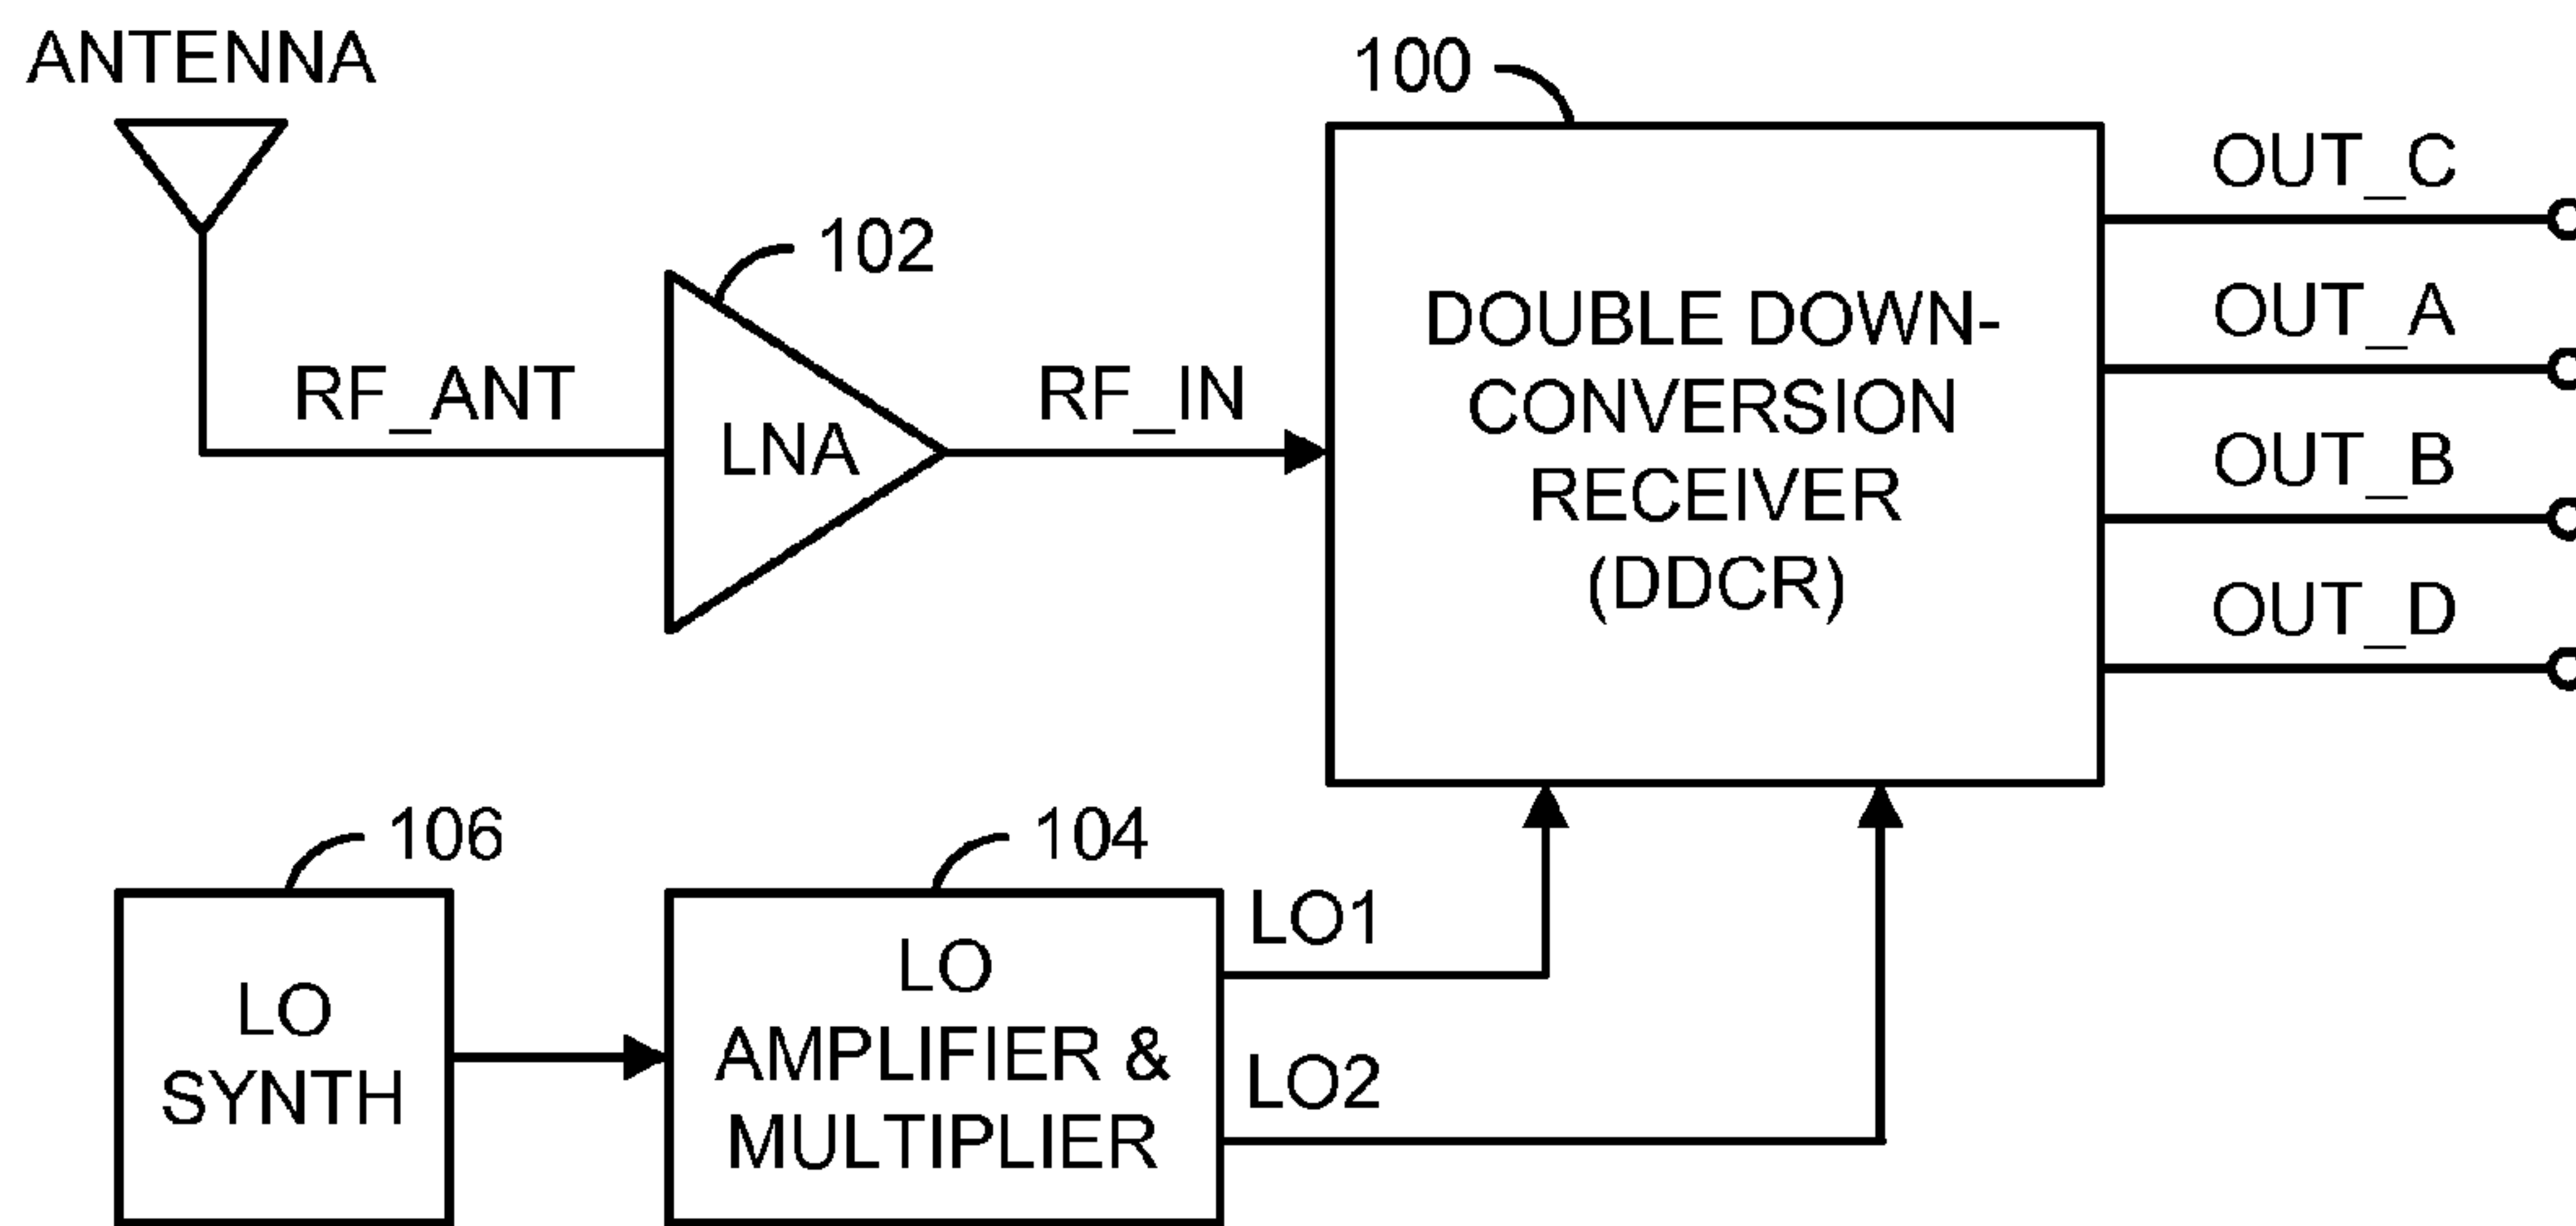 ANTENNA
100
OUT_C
102
OUT_A
DOUBLE DOWN-
CONVERSION
RECEIVER
(DDCR)
RF_ANT
LNA
RF_IN
OUT_B
OUT_D
106
104
LO1
LO
SYNTH
LO
AMPLIFIER &
MULTIPLIER
LO2